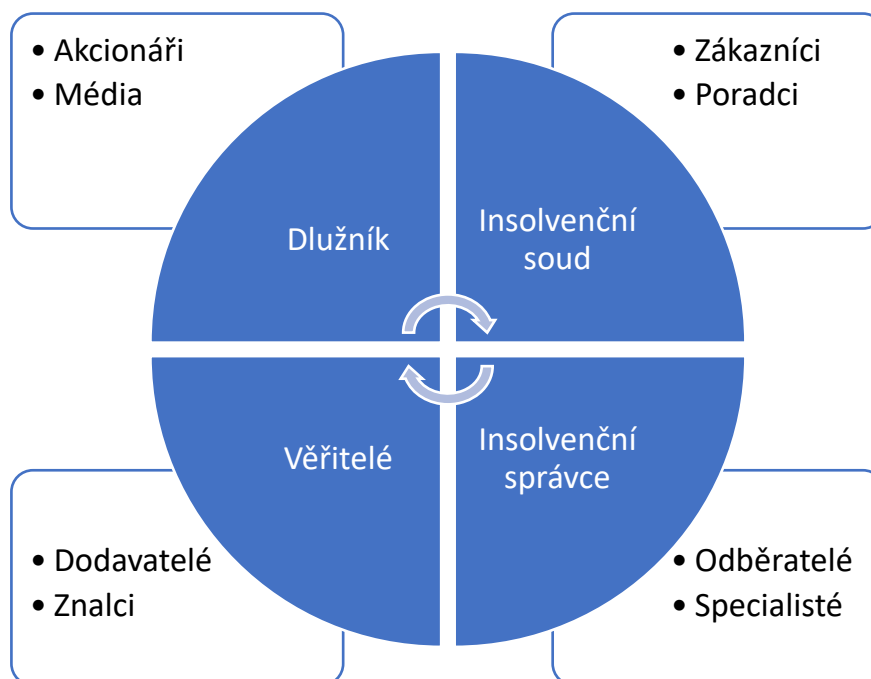 • Akcionáři
• Média
• Zákazníci
• Poradci
Dlužník
Insolvenční
soud
Věřitelé
Insolvenční
správce
• Dodavatelé
• Znalci
• Odběratelé
• Specialisté